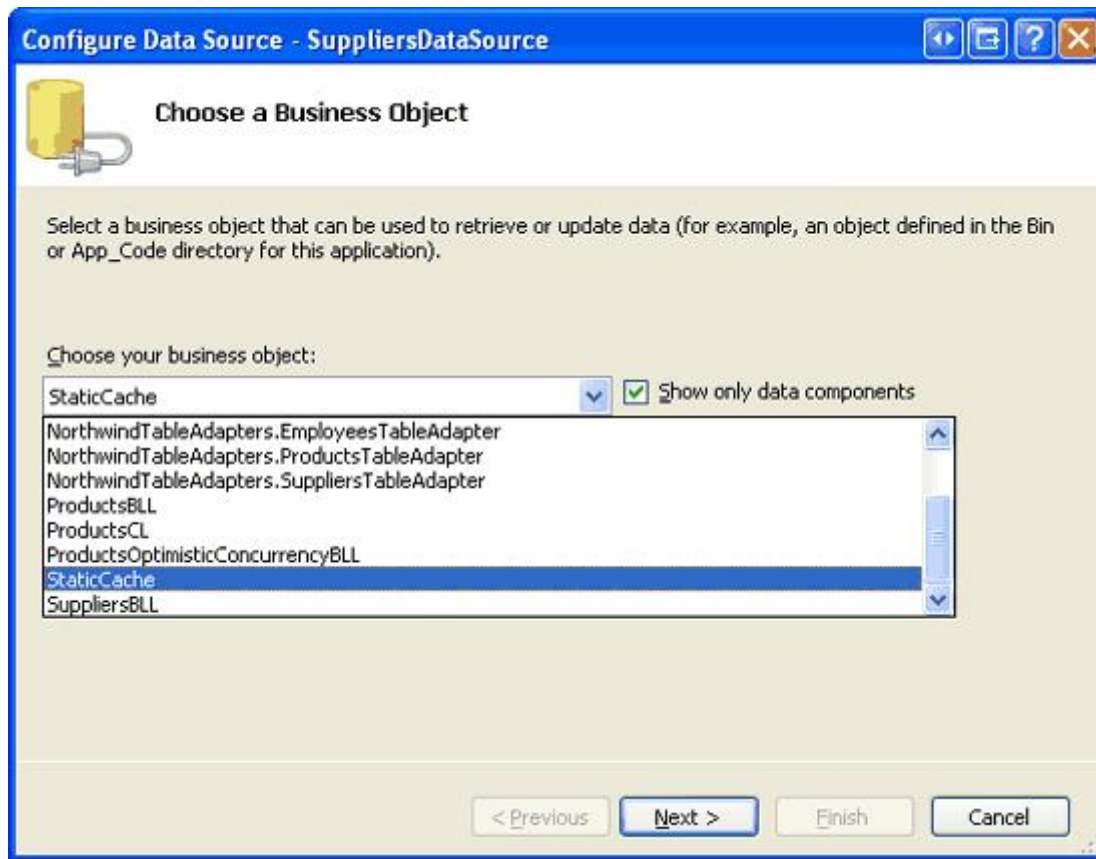 Configure Data Source - SuppliersDataSource
Choose a Business Object
Select a business object that can be used to retrieve or update data (for example, an object defined in the Bin
or App_Code directory for this application).
Choose your business object:
StaticCache
Show only data components
NorthwindTableAdapters.EmployeesTableAdapter
NorthwindTableAdapters.ProductsTableAdapter
NorthwindTableAdapters.SuppliersTableAdapter
ProductsBLL
ProductsCL
ProductsOptimisticConcurrencyBLL
StaticCache
SuppliersBLL
< Previous
Next >
Finish
Cancel